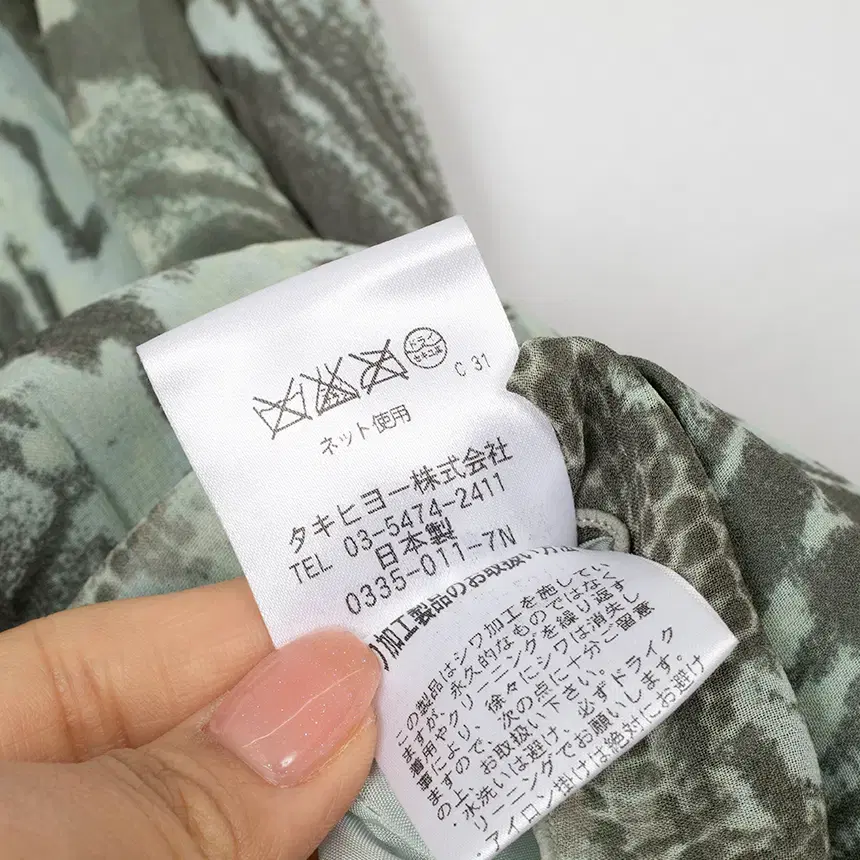 ドライ
セキユ系
C 31
ネット使用
タキヒヨー株式会社
TEL 03-5474-2411
日本製
0335-011-7N
加工製品のお取扱い方
この製品はシワ加工を施してい
ますが、永久的なものではなく
着用やクリーニングを繰り返す
事により、徐々にシワは消失し
ますので、次の点に十分ご留意
の上、お取扱い下さい。
・水洗いは避け、必ずドライク
リーニングでお願いします。
・アイロン掛けは絶対にお避け